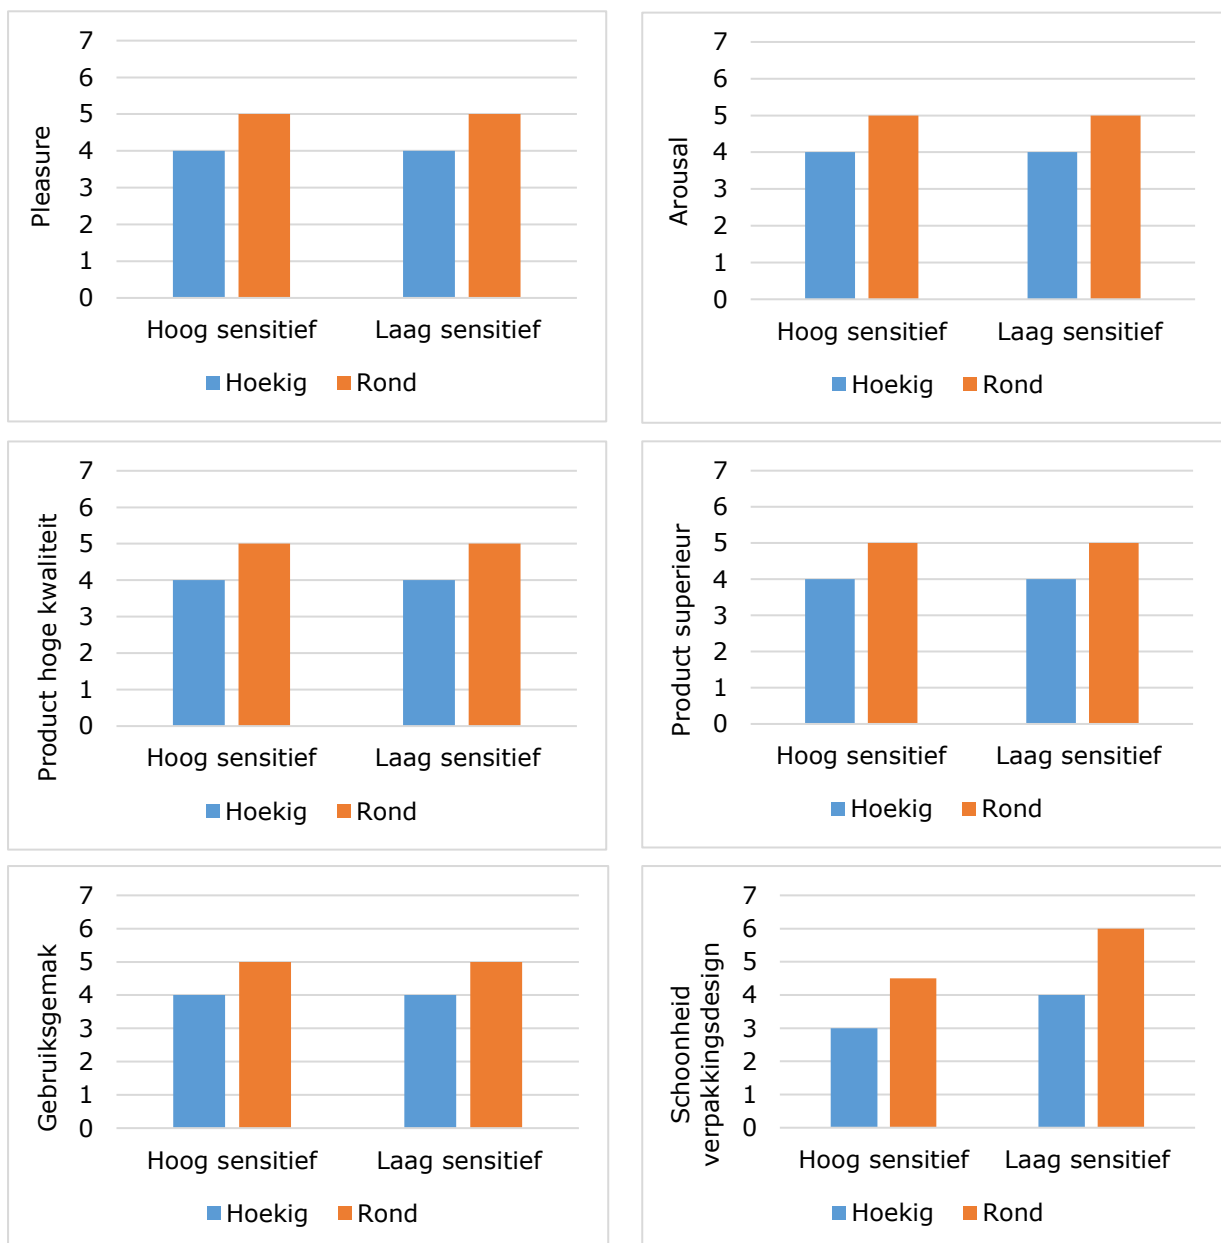 7
6
5
4
3
2
1
0
Pleasure
Hoog sensitief Laag sensitief
Hoekig Rond
7
6
5
4
3
2
1
0
Arousal
Hoog sensitief Laag sensitief
Hoekig Rond
7
6
5
4
3
2
1
0
Product hoge kwaliteit
Hoog sensitief Laag sensitief
Hoekig Rond
7
6
5
4
3
2
1
0
Product superieur
Hoog sensitief Laag sensitief
Hoekig Rond
7
6
5
4
3
2
1
0
Gebruiksgemak
Hoog sensitief Laag sensitief
Hoekig Rond
7
6
5
4
3
2
1
0
Schoonheid
verpakkingsdesign
Hoog sensitief Laag sensitief
Hoekig Rond